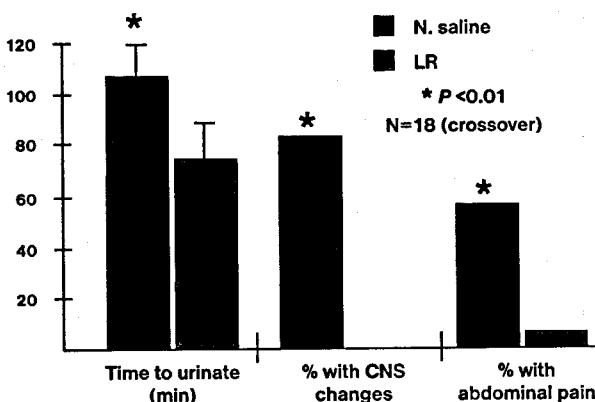 N. saline
LR
* P <0.01
N=18 (crossover)
*
*
*
120
100
80
60
40
20
Time to urinate
(min)
% with CNS
changes
% with
abdominal pain